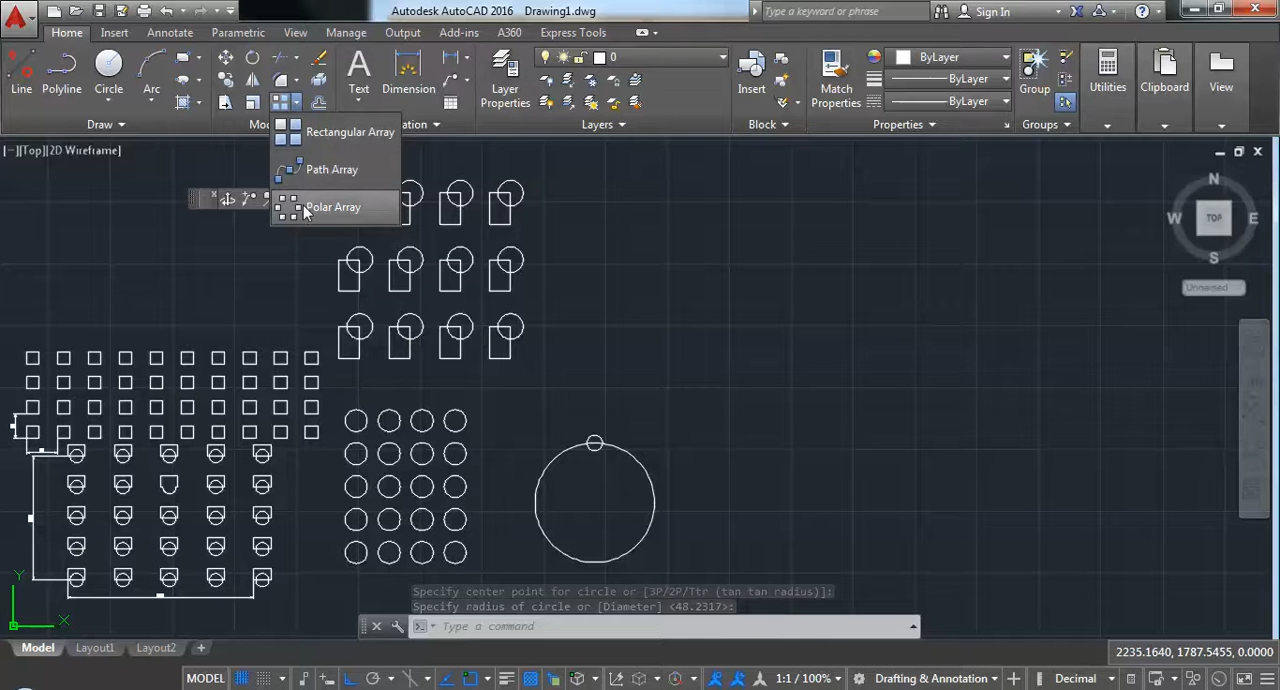 Autodesk AutoCAD 2016 Drawing1.dwg
Type a keyword or phrase
Sign In
Home Insert Annotate Parametric View Manage Output Add-ins A360 Express Tools
Line Polyline Circle Arc
Text Dimension
Layer Properties
0
Insert
Match Properties
ByLayer
ByLayer
ByLayer
Group
Utilities Clipboard View
Draw
Layers Block Properties Groups
Rectangular Array
Path Array
Polar Array
[−][Top][2D Wireframe]
N
W TOP E
S
Unnamed
Y
X
Specify center point for circle or [3P/2P/Ttr (tan tan radius)]:
Specify radius of circle or [Diameter] <48.2317>:
Type a command
Model Layout1 Layout2 +
2235.1640, 1787.5455, 0.0000
MODEL 1:1 / 100% Drafting & Annotation Decimal